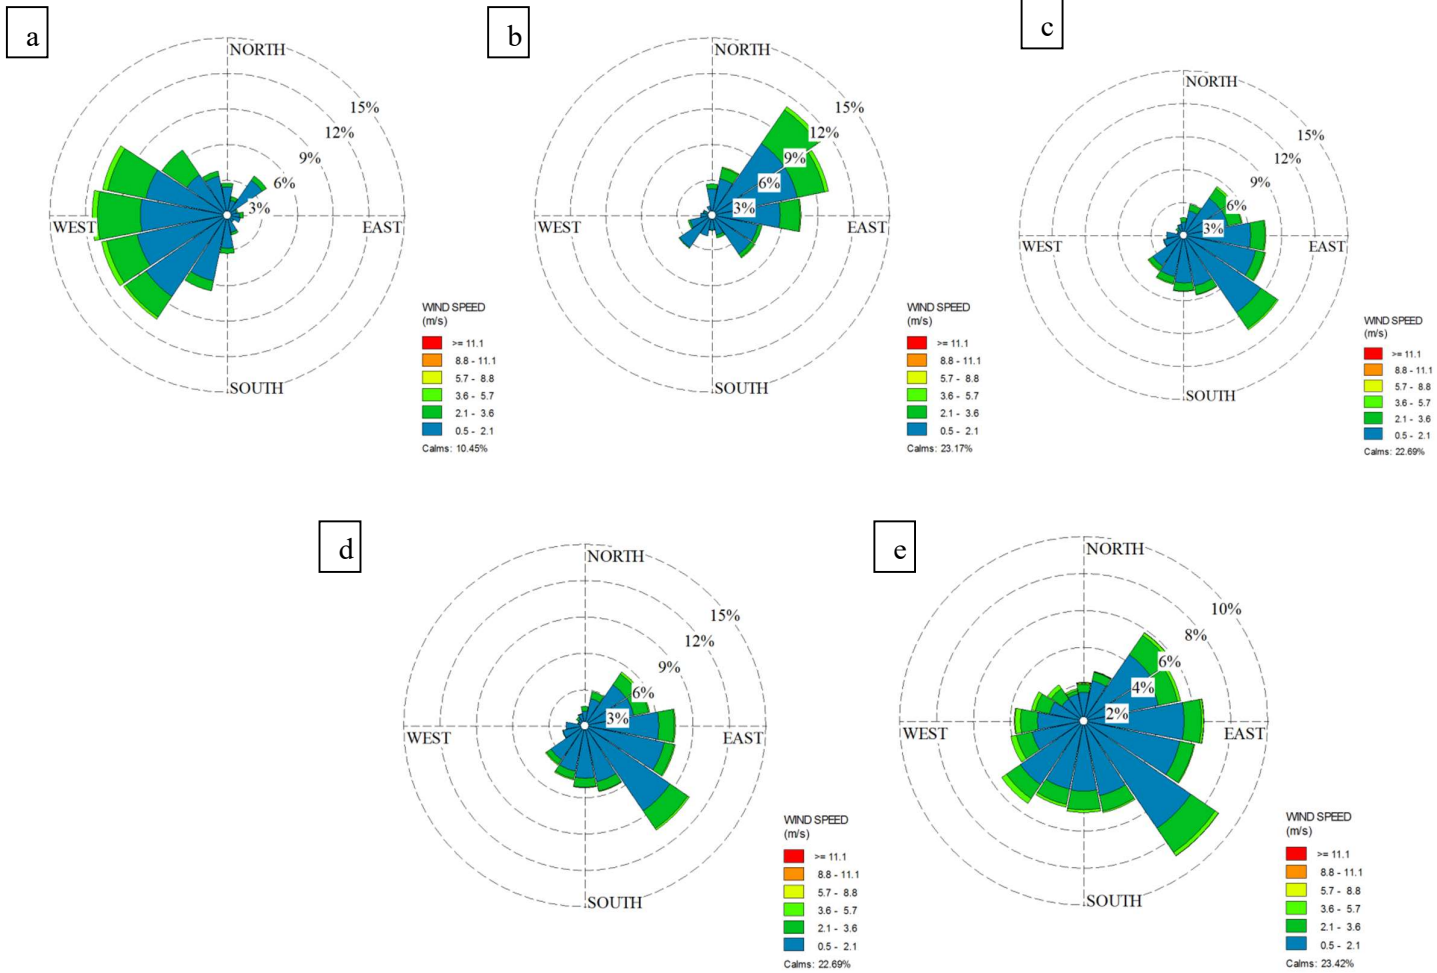 a
NORTH
15%
12%
9%
6%
3%
WEST
EAST
SOUTH
WIND SPEED
(m/s)
>= 11.1
8.8 - 11.1
5.7 - 8.8
3.6 - 5.7
2.1 - 3.6
0.5 - 2.1
Calms: 10.45%
b
NORTH
15%
12%
9%
6%
3%
WEST
EAST
SOUTH
WIND SPEED
(m/s)
>= 11.1
8.8 - 11.1
5.7 - 8.8
3.6 - 5.7
2.1 - 3.6
0.5 - 2.1
Calms: 23.17%
c
NORTH
15%
12%
9%
6%
3%
WEST
EAST
SOUTH
WIND SPEED
(m/s)
>= 11.1
8.8 - 11.1
5.7 - 8.8
3.6 - 5.7
2.1 - 3.6
0.5 - 2.1
Calms: 22.69%
d
NORTH
15%
12%
9%
6%
3%
WEST
EAST
SOUTH
WIND SPEED
(m/s)
>= 11.1
8.8 - 11.1
5.7 - 8.8
3.6 - 5.7
2.1 - 3.6
0.5 - 2.1
Calms: 22.69%
e
NORTH
10%
8%
6%
4%
2%
WEST
EAST
SOUTH
WIND SPEED
(m/s)
>= 11.1
8.8 - 11.1
5.7 - 8.8
3.6 - 5.7
2.1 - 3.6
0.5 - 2.1
Calms: 23.42%